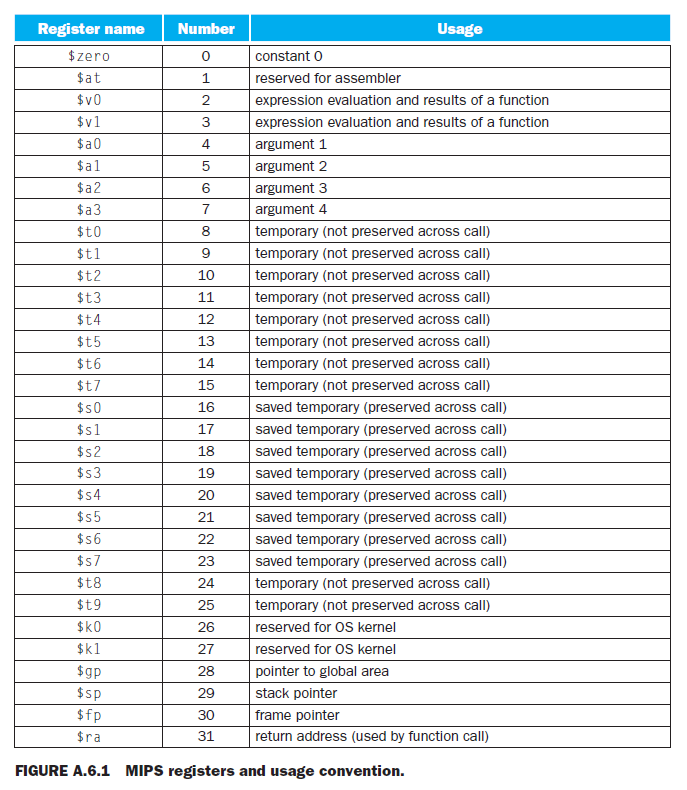 Register name Number Usage
$zero 0 constant 0
$at 1 reserved for assembler
$v0 2 expression evaluation and results of a function
$v1 3 expression evaluation and results of a function
$a0 4 argument 1
$a1 5 argument 2
$a2 6 argument 3
$a3 7 argument 4
$t0 8 temporary (not preserved across call)
$t1 9 temporary (not preserved across call)
$t2 10 temporary (not preserved across call)
$t3 11 temporary (not preserved across call)
$t4 12 temporary (not preserved across call)
$t5 13 temporary (not preserved across call)
$t6 14 temporary (not preserved across call)
$t7 15 temporary (not preserved across call)
$s0 16 saved temporary (preserved across call)
$s1 17 saved temporary (preserved across call)
$s2 18 saved temporary (preserved across call)
$s3 19 saved temporary (preserved across call)
$s4 20 saved temporary (preserved across call)
$s5 21 saved temporary (preserved across call)
$s6 22 saved temporary (preserved across call)
$s7 23 saved temporary (preserved across call)
$t8 24 temporary (not preserved across call)
$t9 25 temporary (not preserved across call)
$k0 26 reserved for OS kernel
$k1 27 reserved for OS kernel
$gp 28 pointer to global area
$sp 29 stack pointer
$fp 30 frame pointer
$ra 31 return address (used by function call)
FIGURE A.6.1 MIPS registers and usage convention.